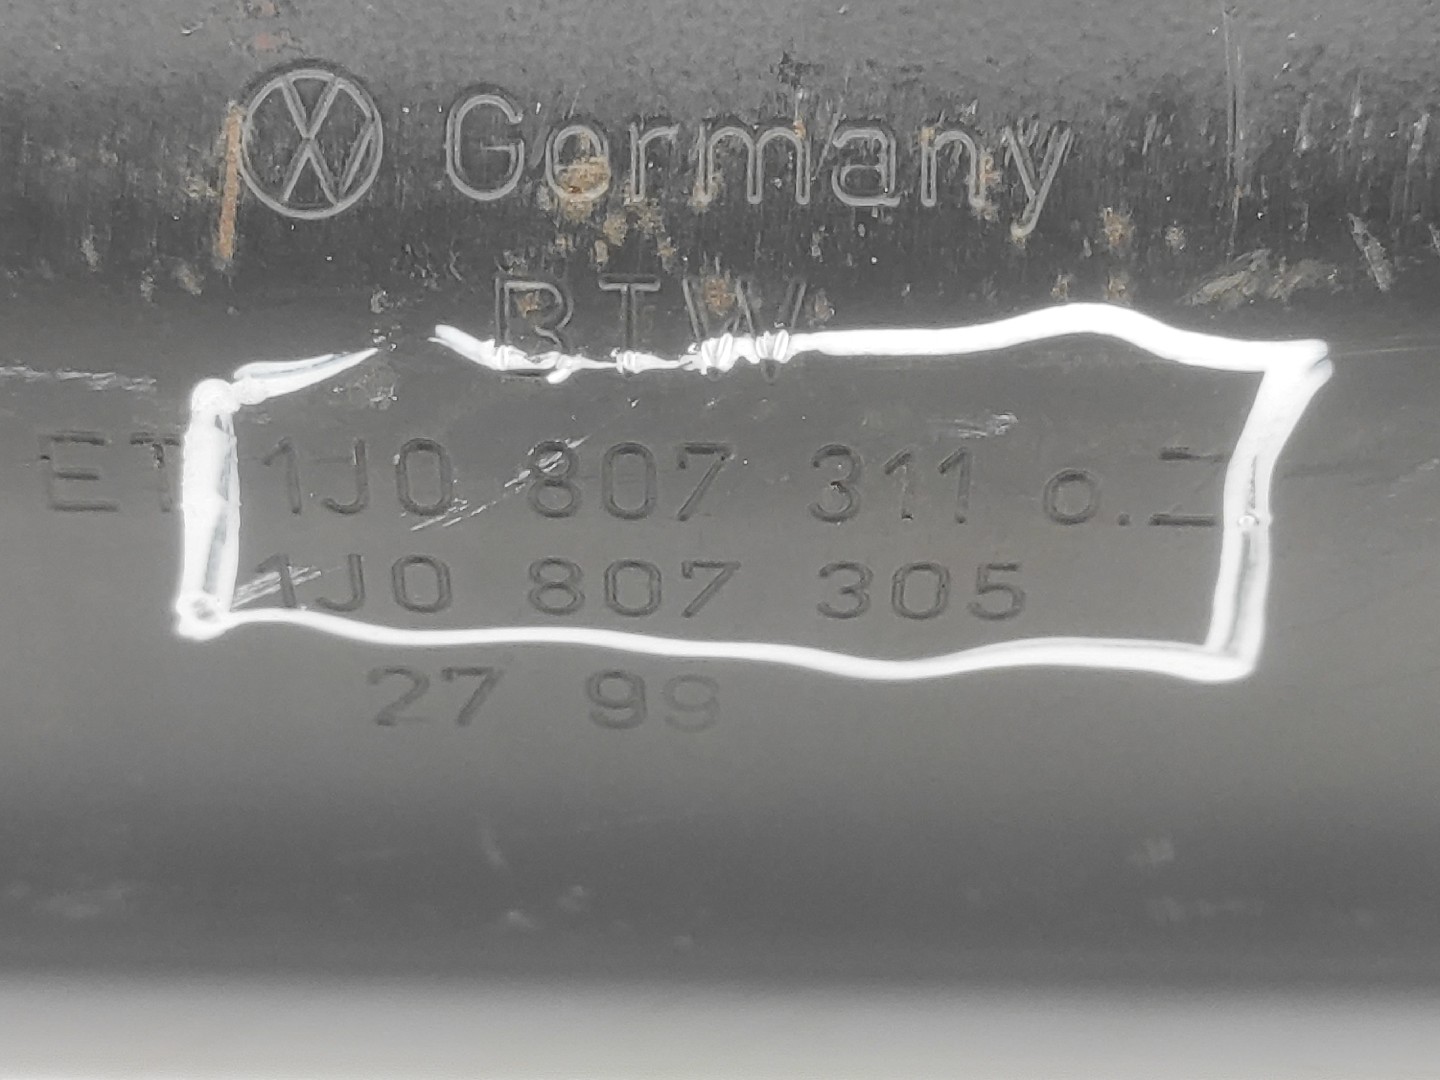 Germany
BTW
ET 1J0 807 311 o.Z
1J0 807 305
27 99